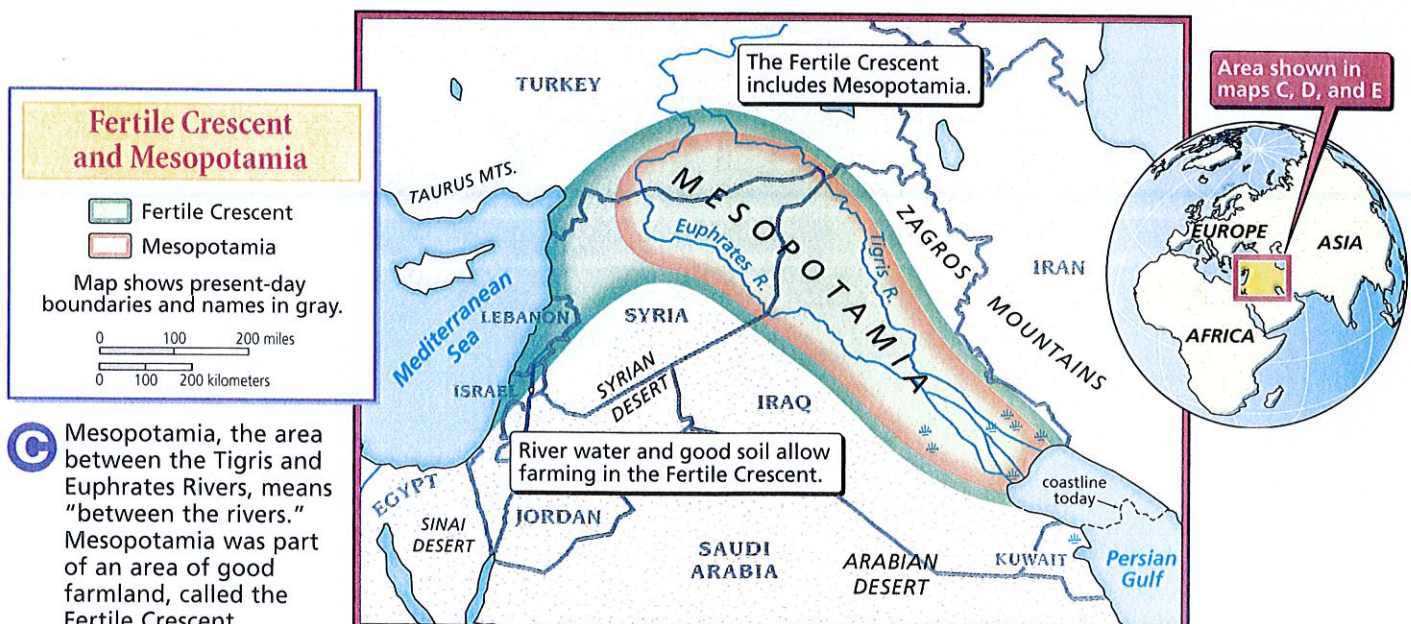 Fertile Crescent
and Mesopotamia
Fertile Crescent
Mesopotamia
Map shows present-day
boundaries and names in gray.
0 100 200 miles
0 100 200 kilometers
C
Mesopotamia, the area
between the Tigris and
Euphrates Rivers, means
"between the rivers."
Mesopotamia was part
of an area of good
farmland, called the
Fertile Crescent.
TURKEY
The Fertile Crescent
includes Mesopotamia.
TAURUS MTS.
MESOPOTAMIA
Euphrates R.
Tigris R.
ZAGROS
MOUNTAINS
IRAN
Mediterranean
Sea
LEBANON
SYRIA
ISRAEL
SYRIAN
DESERT
IRAQ
River water and good soil allow
farming in the Fertile Crescent.
EGYPT
SINAI
DESERT
JORDAN
SAUDI
ARABIA
ARABIAN
DESERT
KUWAIT
coastline
today
Persian
Gulf
Area shown in
maps C, D, and E
EUROPE
ASIA
AFRICA